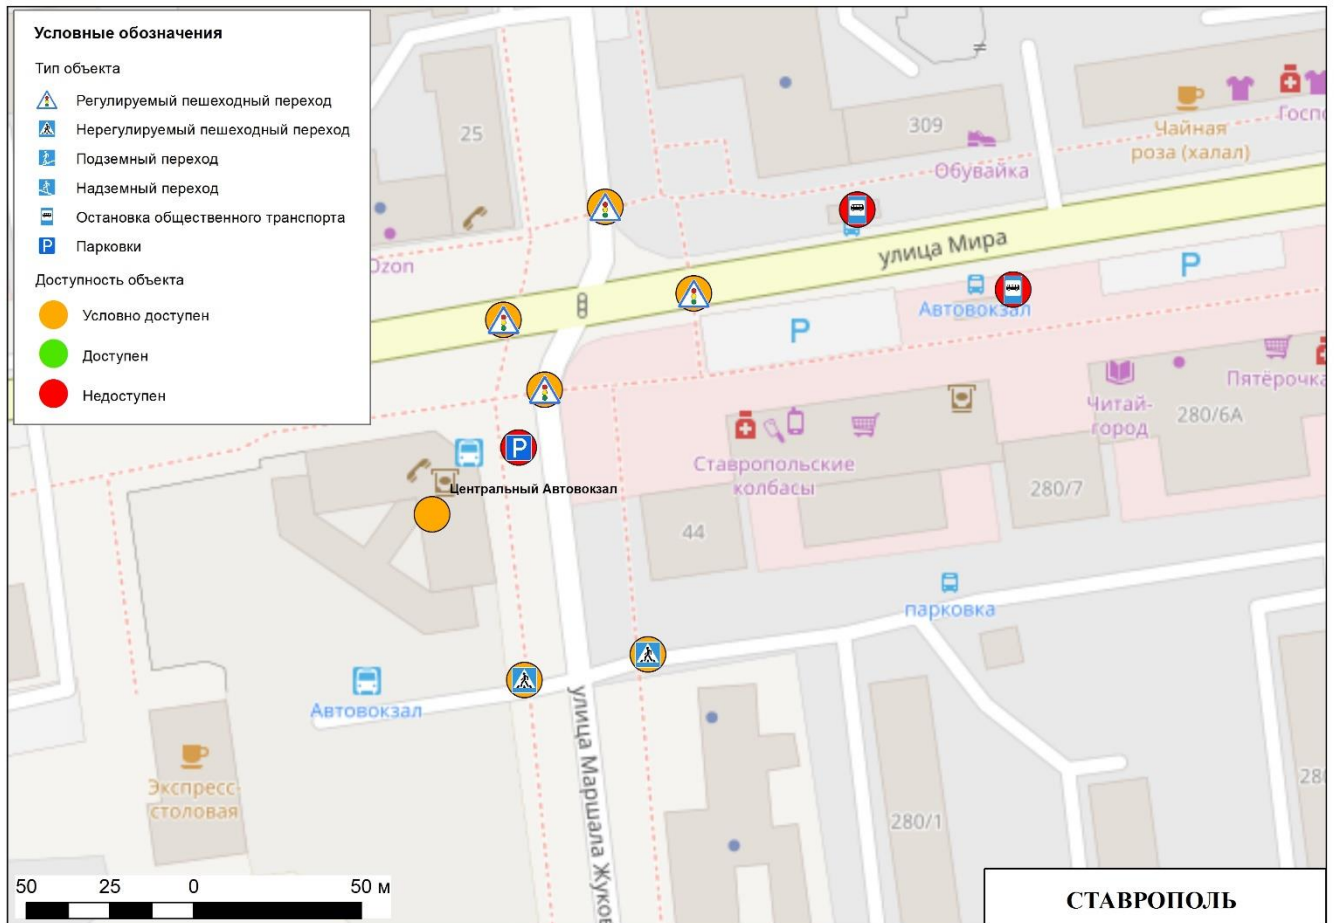 Условные обозначения
Тип объекта
Регулируемый пешеходный переход
Нерегулируемый пешеходный переход
Подземный переход
Надземный переход
Остановка общественного транспорта
P Парковки
Доступность объекта
Условно доступен
Доступен
Недоступен
25
Ozon
309
Обувайка
Чайная
роза (халал)
Госп
улица Мира
P
Автовокзал
P
Пятёрочка
Читай-
город
280/6А
P
Ставропольские
колбасы
Центральный Автовокзал
280/7
44
парковка
Автовокзал
улица Маршала Жуков
Экспресс-
столовая
280/1
28
50 25 0 50 м
СТАВРОПОЛЬ